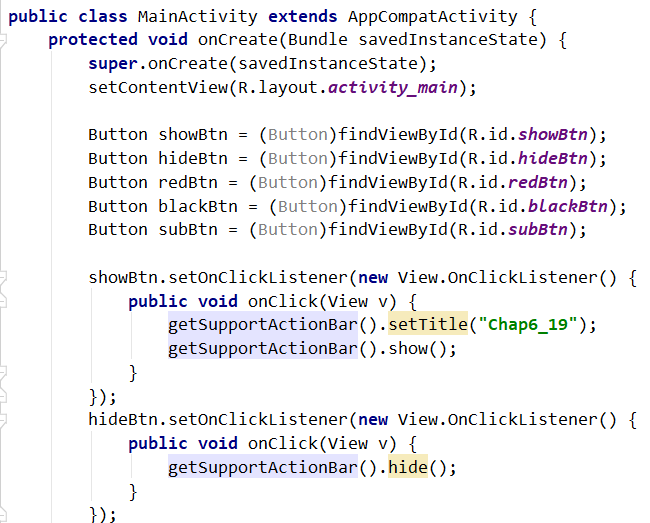 public class MainActivity extends AppCompatActivity {
    protected void onCreate(Bundle savedInstanceState) {
        super.onCreate(savedInstanceState);
        setContentView(R.layout.activity_main);

        Button showBtn = (Button)findViewById(R.id.showBtn);
        Button hideBtn = (Button)findViewById(R.id.hideBtn);
        Button redBtn = (Button)findViewById(R.id.redBtn);
        Button blackBtn = (Button)findViewById(R.id.blackBtn);
        Button subBtn = (Button)findViewById(R.id.subBtn);

        showBtn.setOnClickListener(new View.OnClickListener() {
            public void onClick(View v) {
                getSupportActionBar().setTitle("Chap6_19");
                getSupportActionBar().show();
            }
        });
        hideBtn.setOnClickListener(new View.OnClickListener() {
            public void onClick(View v) {
                getSupportActionBar().hide();
            }
        });